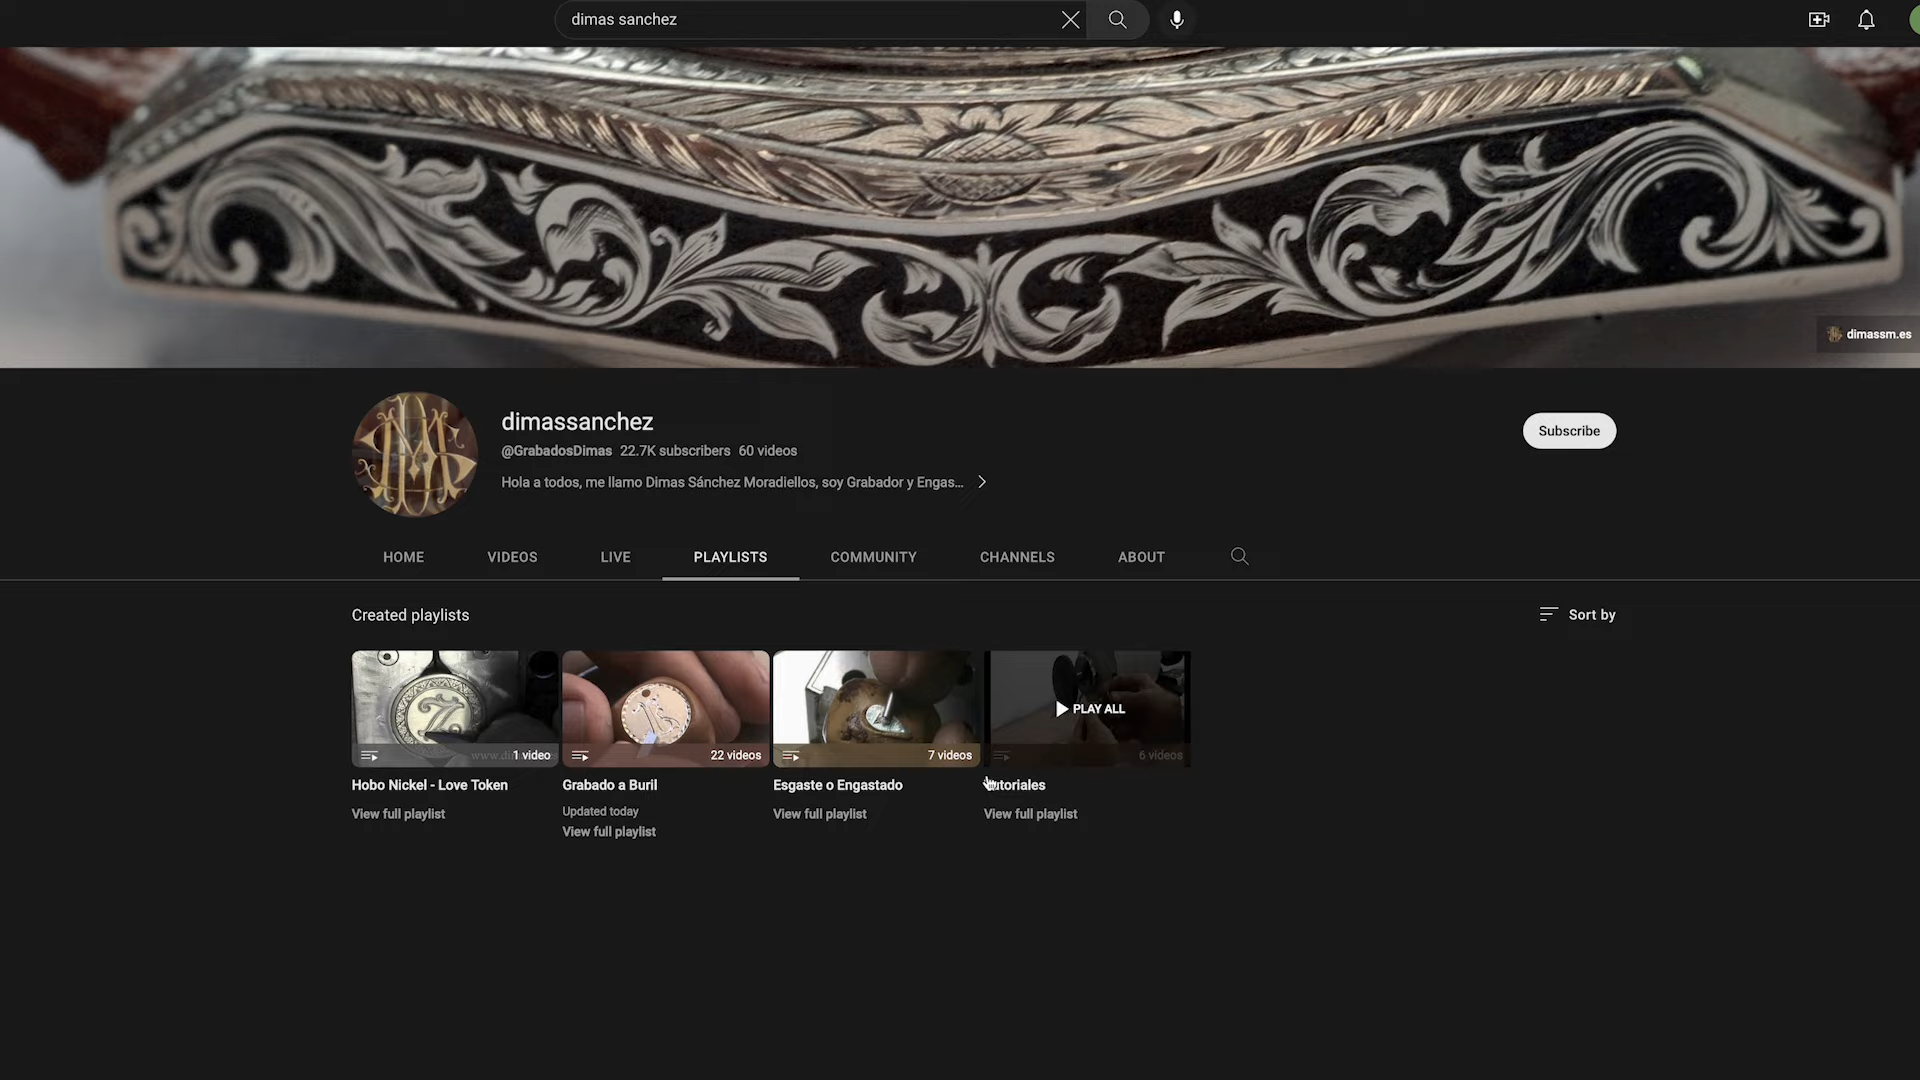 dimas sanchez
dimassm.es
dimassanchez
@GrabadosDimas 22.7K subscribers 60 videos
Hola a todos, me llamo Dimas Sánchez Moradiellos, soy Grabador y Engas...
Subscribe
HOME VIDEOS LIVE PLAYLISTS COMMUNITY CHANNELS ABOUT
Created playlists
Sort by
1 video
22 videos
7 videos
PLAY ALL
6 videos
Hobo Nickel - Love Token
View full playlist
Grabado a Buril
Updated today
View full playlist
Esgaste o Engastado
View full playlist
Tutoriales
View full playlist